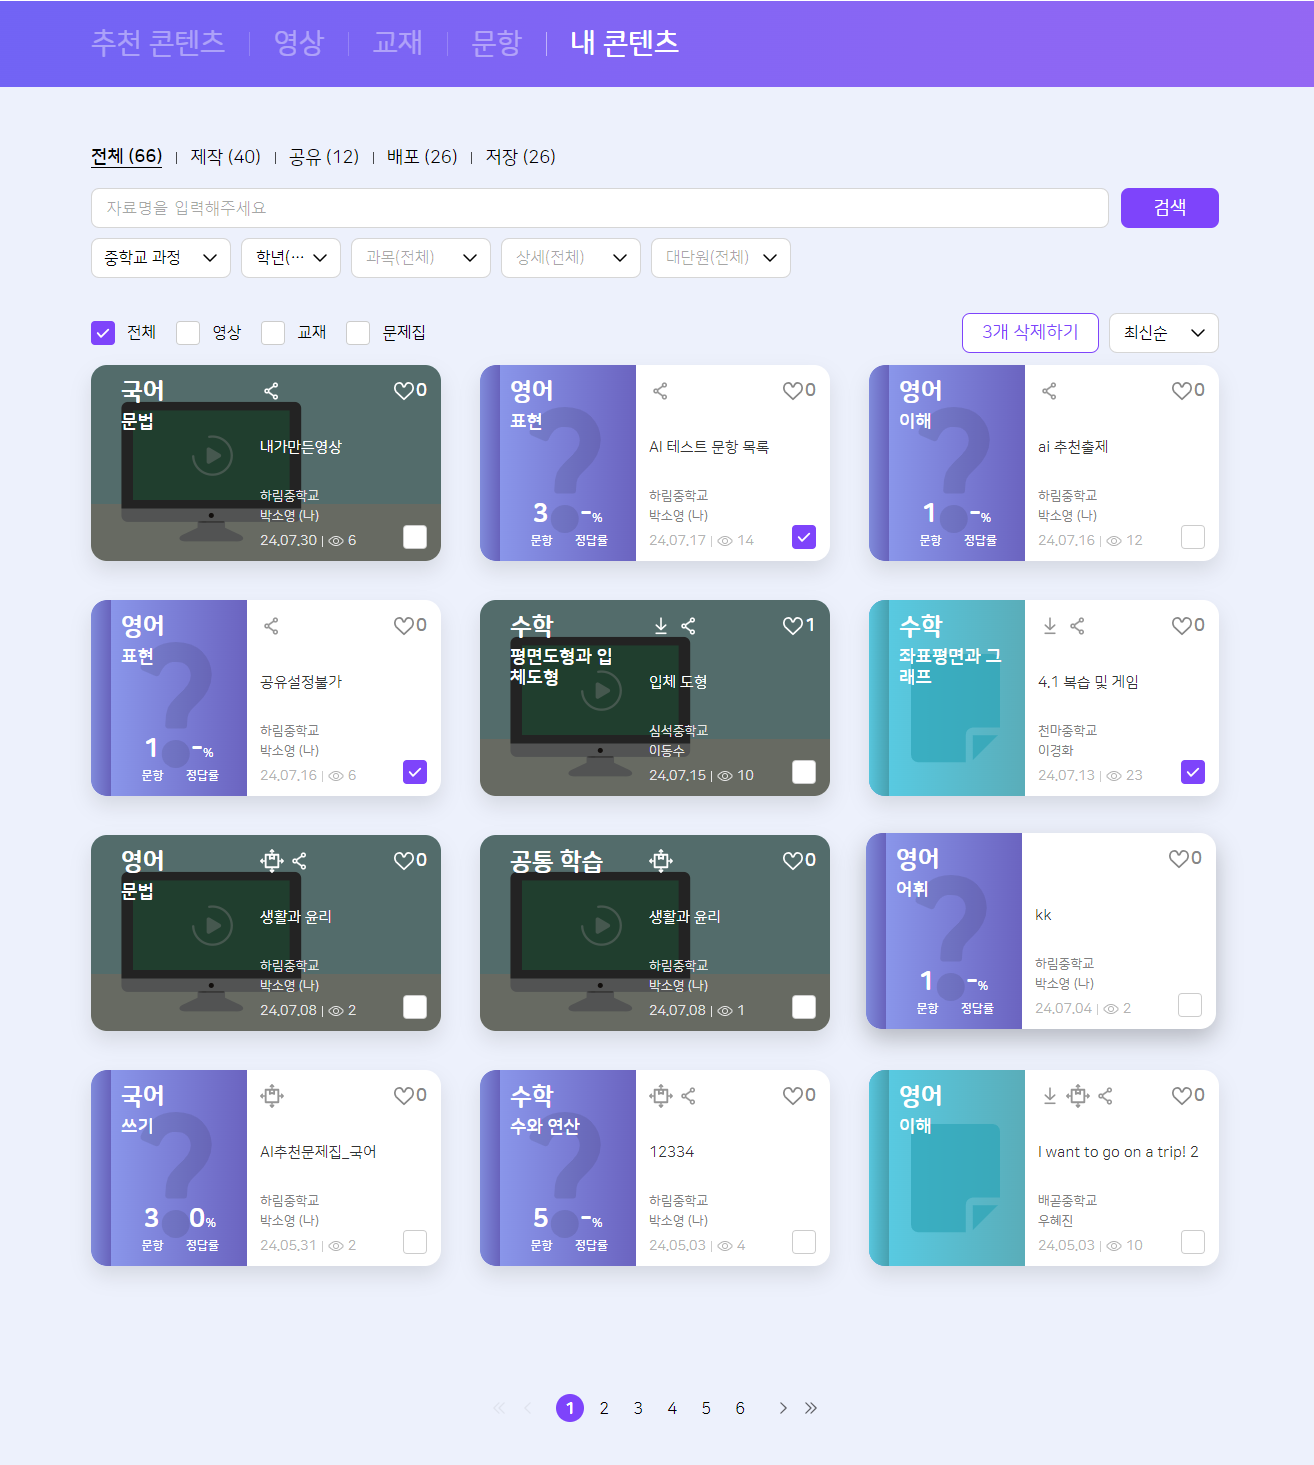 추천 콘텐츠 | 영상 | 교재 | 문항 | 내 콘텐츠
전체 (66) | 제작 (40) | 공유 (12) | 배포 (26) | 저장 (26)
자료명을 입력해주세요
검색
중학교 과정
학년(⋯
과목(전체)
상세(전체)
대단원(전체)
전체
영상
교재
문제집
3개 삭제하기
최신순
국어
문법
0
내가만든영상
하림중학교
박소영 (나)
24.07.30 | 6
영어
표현
3
문항
-%
정답률
0
AI 테스트 문항 목록
하림중학교
박소영 (나)
24.07.17 | 14
영어
이해
1
문항
-%
정답률
0
ai 추천출제
하림중학교
박소영 (나)
24.07.16 | 12
영어
표현
1
문항
-%
정답률
0
공유설정불가
하림중학교
박소영 (나)
24.07.16 | 6
수학
평면도형과 입
체도형
1
입체 도형
심석중학교
이동수
24.07.15 | 10
수학
좌표평면과 그
래프
0
4.1 복습 및 게임
천마중학교
이경화
24.07.13 | 23
영어
문법
0
생활과 윤리
하림중학교
박소영 (나)
24.07.08 | 2
공통 학습
0
생활과 윤리
하림중학교
박소영 (나)
24.07.08 | 1
영어
어휘
1
문항
-%
정답률
0
kk
하림중학교
박소영 (나)
24.07.04 | 2
국어
쓰기
3
문항
0%
정답률
0
AI추천문제집_국어
하림중학교
박소영 (나)
24.05.31 | 2
수학
수와 연산
5
문항
-%
정답률
0
12334
하림중학교
박소영 (나)
24.05.03 | 4
영어
이해
0
I want to go on a trip! 2
배곧중학교
우혜진
24.05.03 | 10
1 2 3 4 5 6